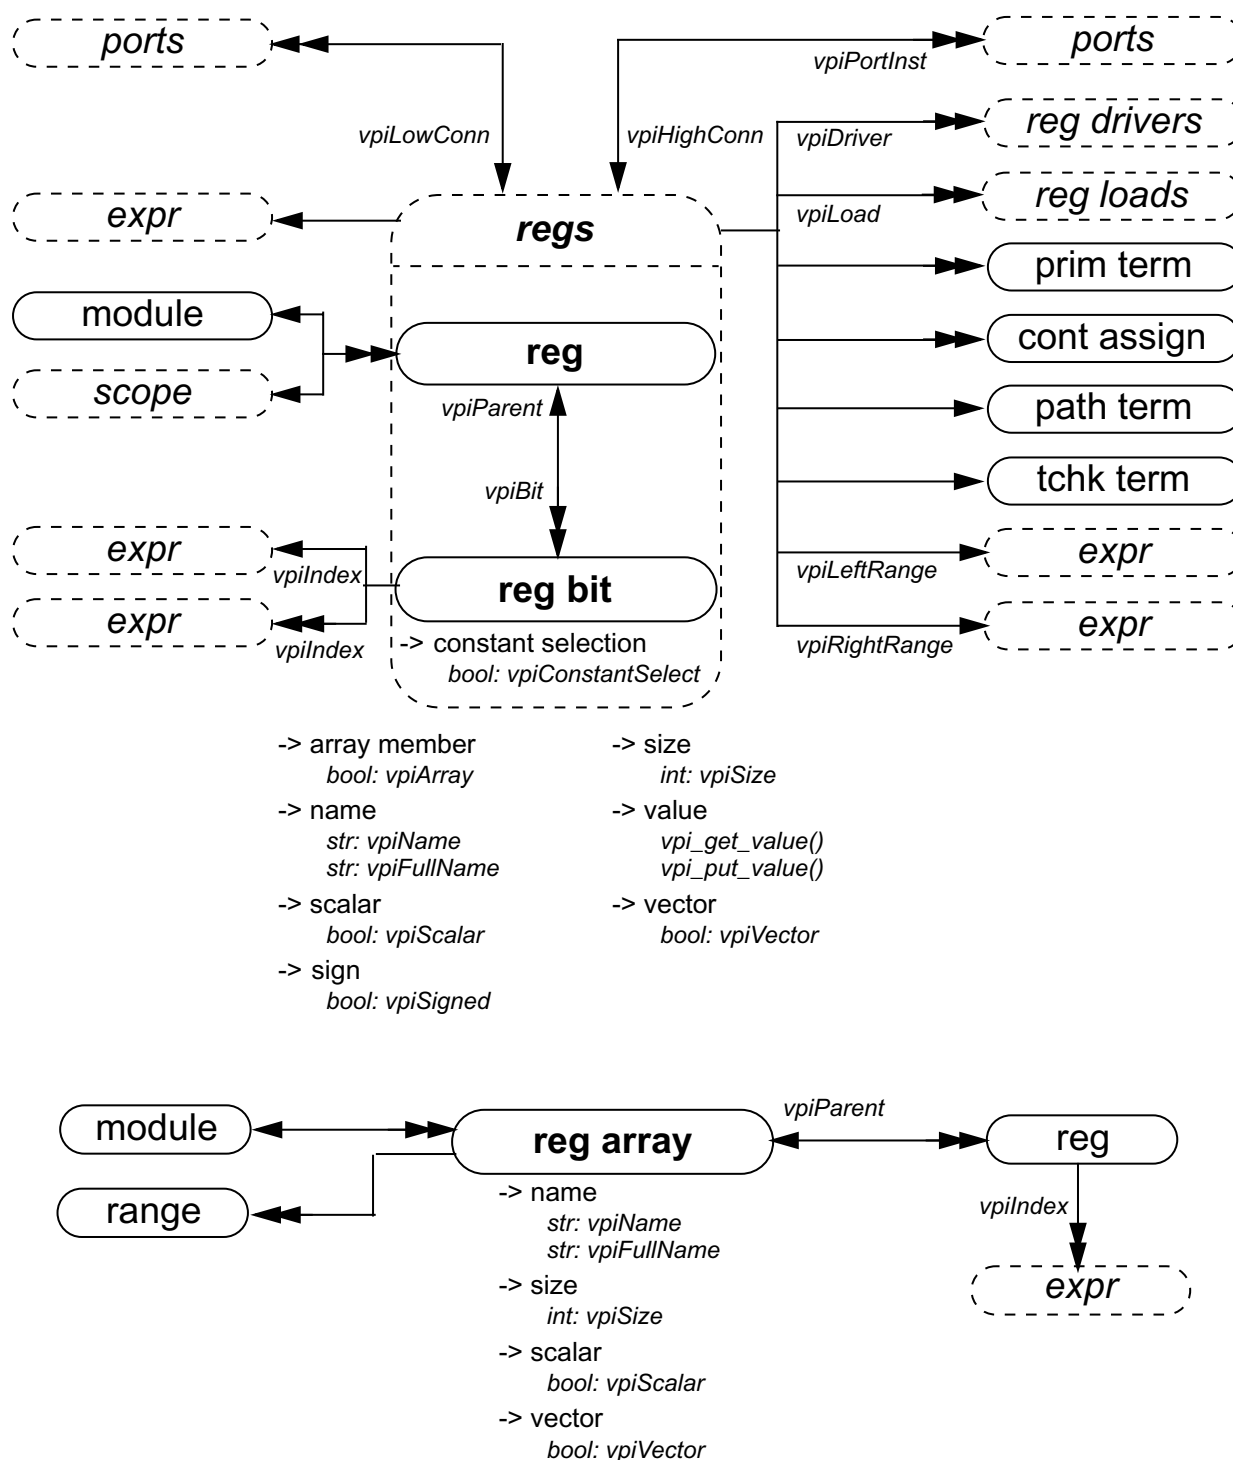 ports
ports
vpiPortInst
vpiLowConn
vpiHighConn
vpiDriver
reg drivers
expr
regs
vpiLoad
reg loads
prim term
module
reg
cont assign
scope
vpiParent
path term
vpiBit
tchk term
expr
vpiIndex
reg bit
vpiLeftRange
expr
expr
vpiIndex
-> constant selection
bool: vpiConstantSelect
vpiRightRange
expr
-> array member
bool: vpiArray
-> name
str: vpiName
str: vpiFullName
-> scalar
bool: vpiScalar
-> sign
bool: vpiSigned
-> size
int: vpiSize
-> value
vpi_get_value()
vpi_put_value()
-> vector
bool: vpiVector
module
reg array
vpiParent
reg
range
vpiIndex
expr
-> name
str: vpiName
str: vpiFullName
-> size
int: vpiSize
-> scalar
bool: vpiScalar
-> vector
bool: vpiVector